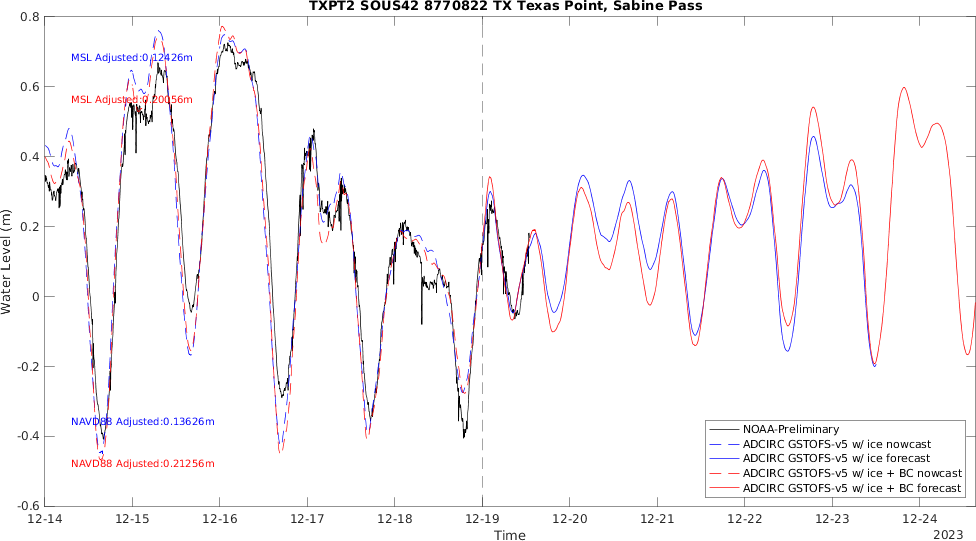 TXPT2 SOUS42 8770822 TX Texas Point, Sabine Pass
0.8
0.6
0.4
0.2
0
-0.2
-0.4
-0.6
Water Level (m)
MSL Adjusted:0.12426m
MSL Adjusted:0.20056m
NAVD88 Adjusted:0.13626m
NAVD88 Adjusted:0.21256m
NOAA-Preliminary
ADCIRC GSTOFS-v5 w/ ice nowcast
ADCIRC GSTOFS-v5 w/ ice forecast
ADCIRC GSTOFS-v5 w/ ice + BC nowcast
ADCIRC GSTOFS-v5 w/ ice + BC forecast
12-14 12-15 12-16 12-17 12-18 12-19 12-20 12-21 12-22 12-23 12-24
Time
2023